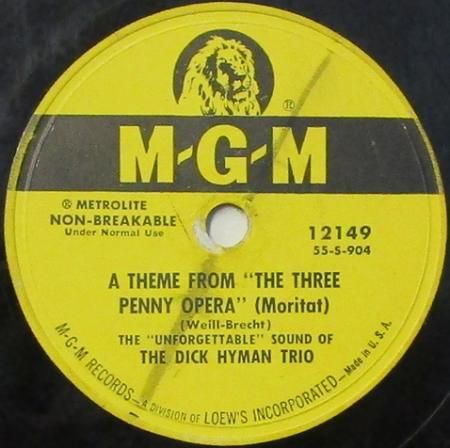 ®
M-G-M
® METROLITE
NON-BREAKABLE
Under Normal Use
12149
55-S-904
A THEME FROM "THE THREE
PENNY OPERA" (Moritat)
(Weill-Brecht)
THE "UNFORGETTABLE" SOUND OF
THE DICK HYMAN TRIO
M-G-M RECORDS—A DIVISION OF LOEW'S INCORPORATED—Made in U.S.A.